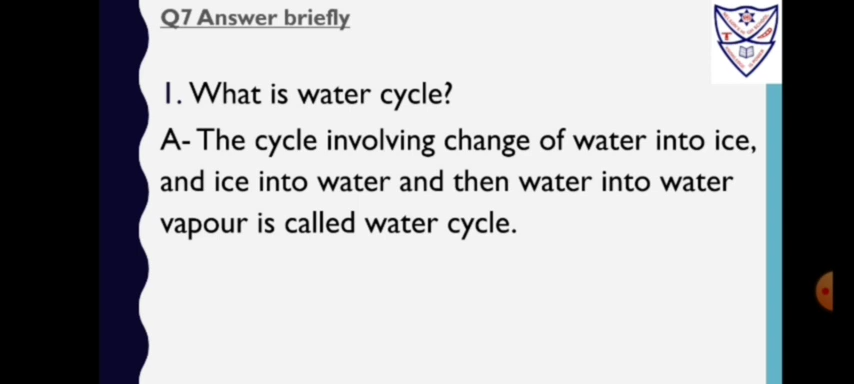 Q7 Answer briefly
1. What is water cycle?
A- The cycle involving change of water into ice,
and ice into water and then water into water
vapour is called water cycle.